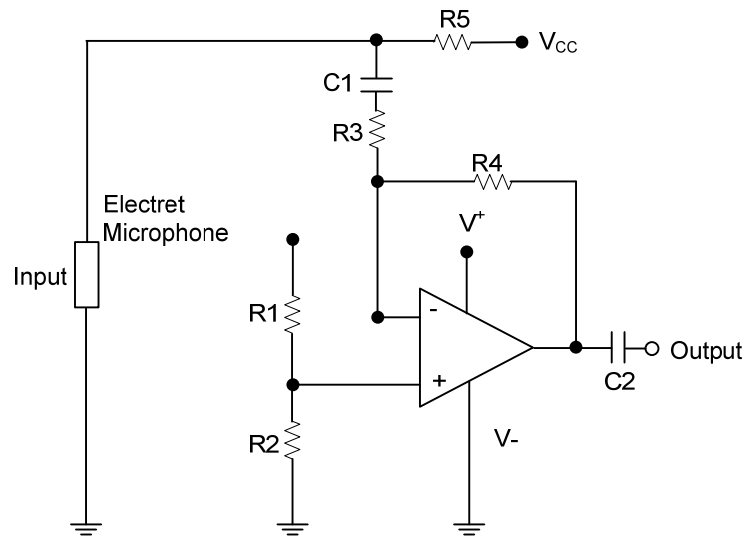 R5
VCC
C1
R3
R4
Electret
Microphone
V+
Input
R1
-
Output
+
C2
R2
V-